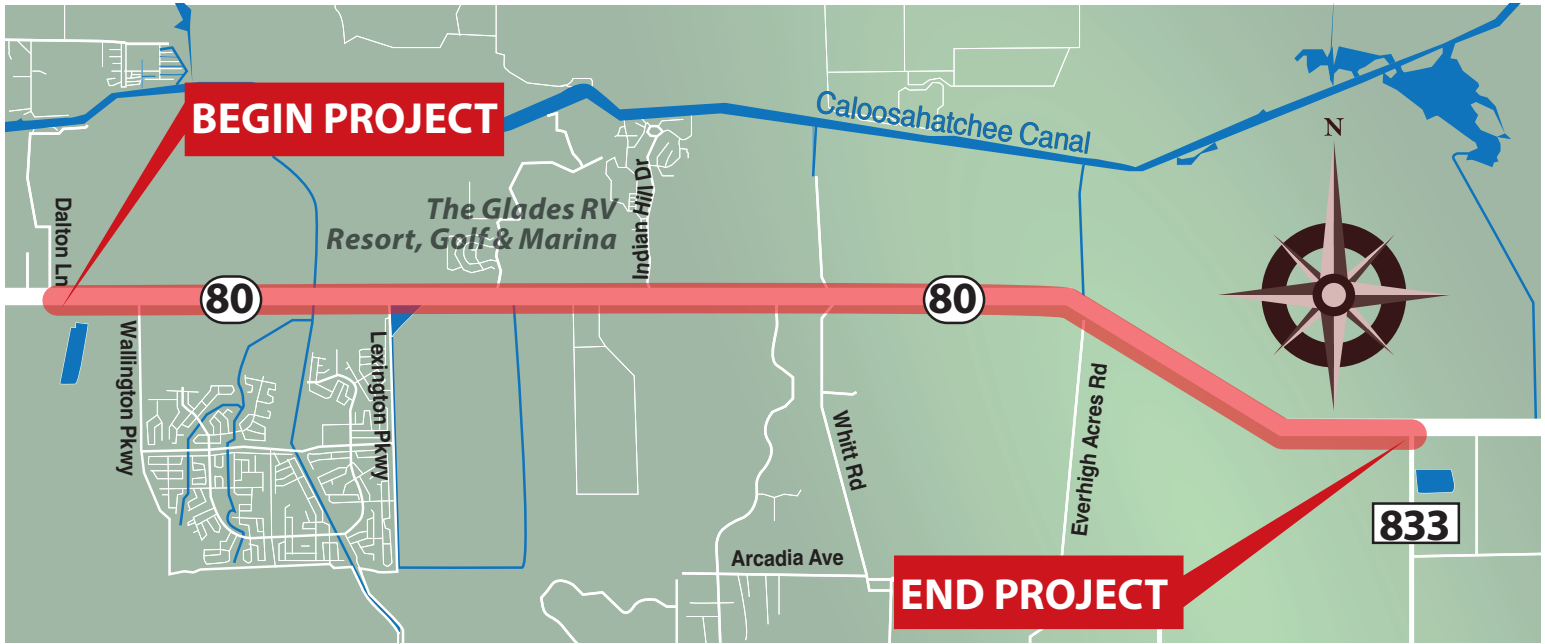 BEGIN PROJECT
Caloosahatchee Canal
N
The Glades RV
Resort, Golf & Marina
Indian Hill Dr
Dalton Ln
80
80
Wallington Pkwy
Lexington Pkwy
Whitt Rd
Everhigh Acres Rd
833
Arcadia Ave
END PROJECT